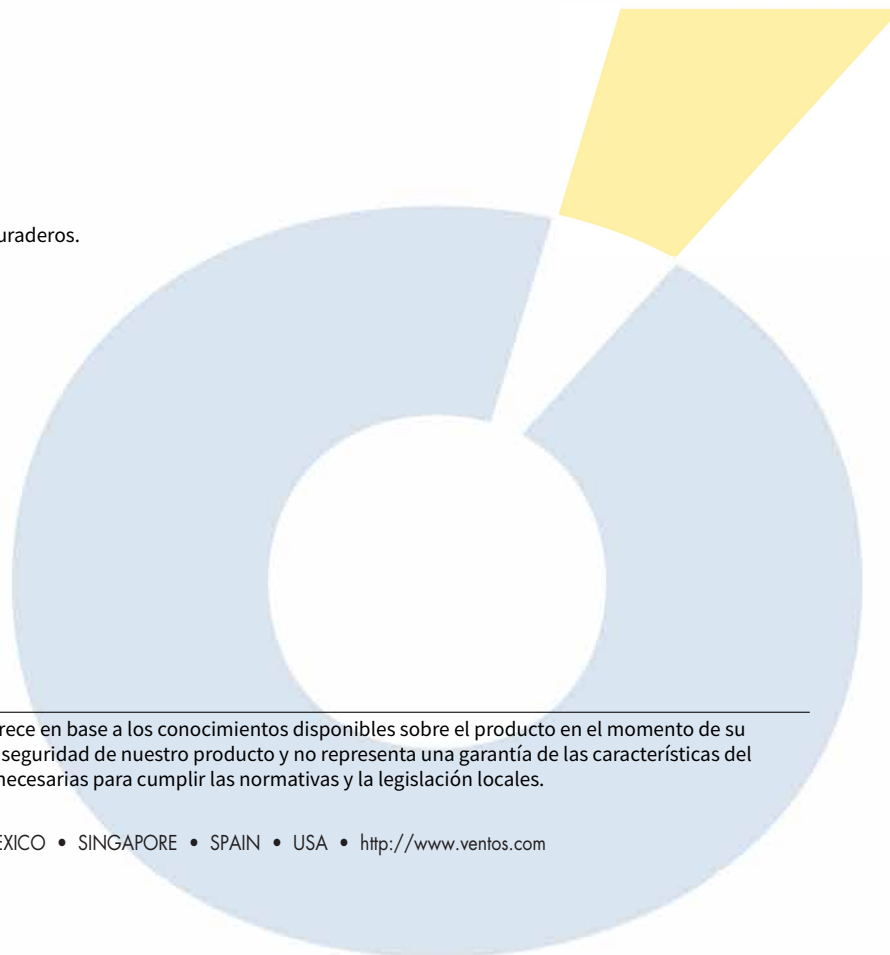 uraderos.
rece en base a los conocimientos disponibles sobre el producto en el momento de su
seguridad de nuestro producto y no representa una garantía de las características del
necesarias para cumplir las normativas y la legislación locales.
EXICO • SINGAPORE • SPAIN • USA • http://www.ventos.com